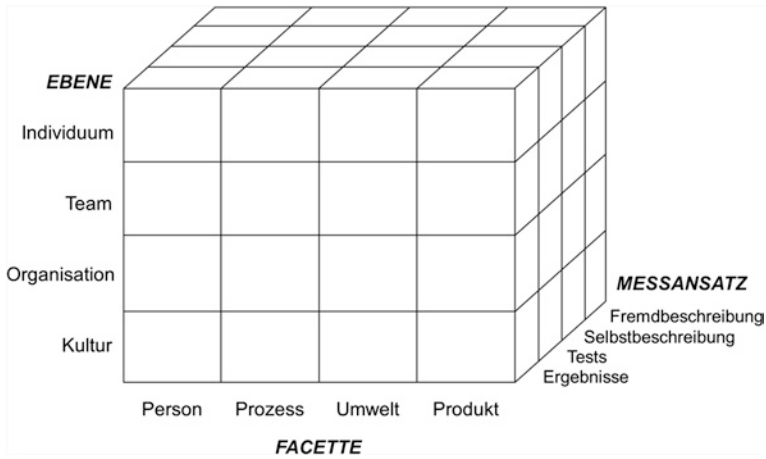 EBENE
Individuum
Team
Organisation
Kultur
MESSANSATZ
Fremdbeschreibung
Selbstbeschreibung
Tests
Ergebnisse
Person Prozess Umwelt Produkt
FACETTE